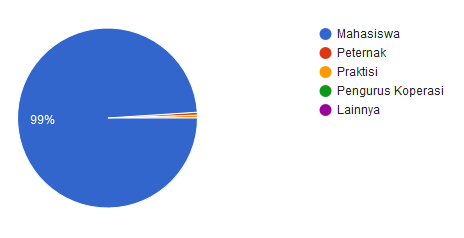 99%
Mahasiswa
Peternak
Praktisi
Pengurus Koperasi
Lainnya